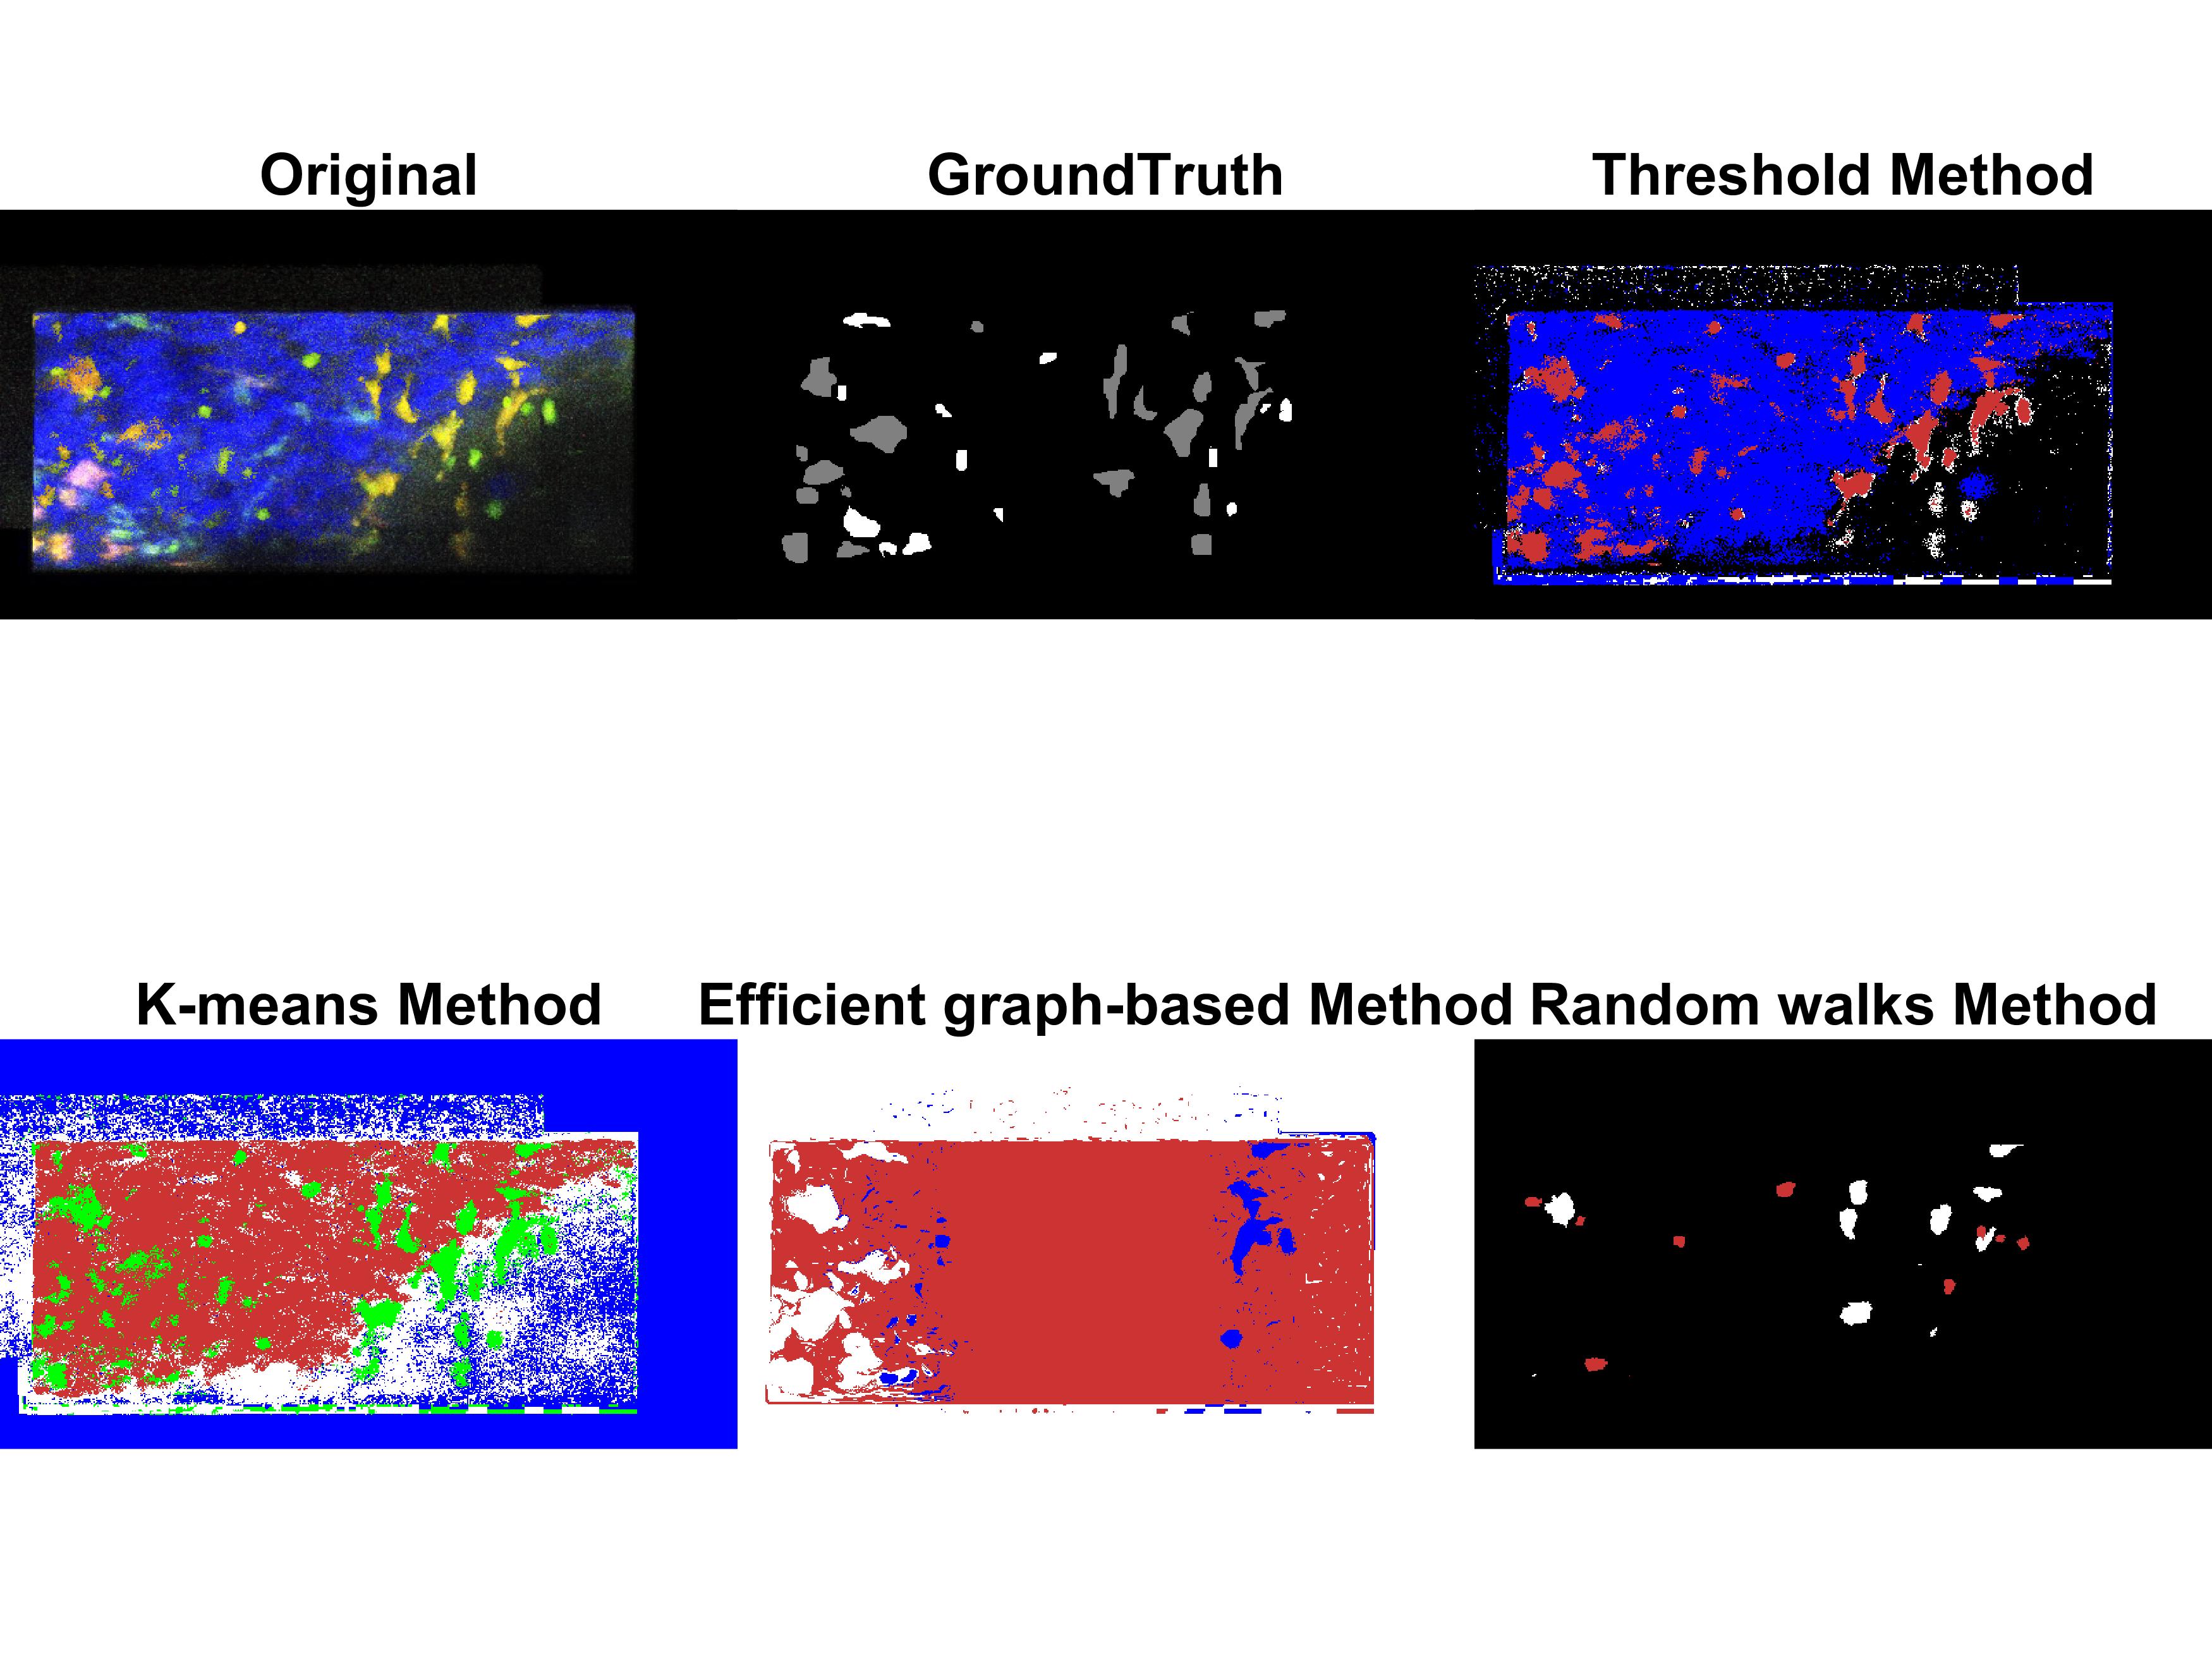 Original
GroundTruth
Threshold Method
K-means Method
Efficient graph-based Method
Random walks Method